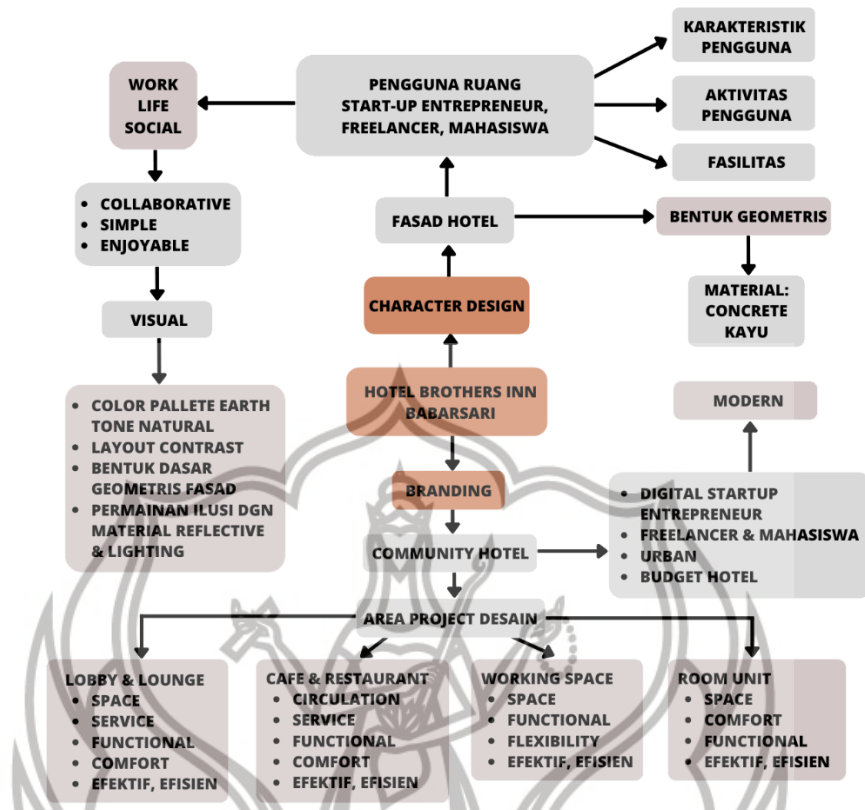 KARAKTERISTIK
PENGGUNA
WORK
LIFE
SOCIAL
PENGGUNA RUANG
START-UP ENTREPRENEUR,
FREELANCER, MAHASISWA
AKTIVITAS
PENGGUNA
FASILITAS
• COLLABORATIVE
• SIMPLE
• ENJOYABLE
FASAD HOTEL
BENTUK GEOMETRIS
VISUAL
CHARACTER DESIGN
MATERIAL:
CONCRETE
KAYU
• COLOR PALLETE EARTH
TONE NATURAL
• LAYOUT CONTRAST
• BENTUK DASAR
GEOMETRIS FASAD
• PERMAINAN ILUSI DGN
MATERIAL REFLECTIVE
& LIGHTING
HOTEL BROTHERS INN
BABARSARI
MODERN
BRANDING
COMMUNITY HOTEL
• DIGITAL STARTUP
ENTREPRENEUR
• FREELANCER & MAHASISWA
• URBAN
• BUDGET HOTEL
AREA PROJECT DESAIN
LOBBY & LOUNGE
• SPACE
• SERVICE
• FUNCTIONAL
• COMFORT
• EFEKTIF, EFISIEN
CAFE & RESTAURANT
• CIRCULATION
• SERVICE
• FUNCTIONAL
• COMFORT
• EFEKTIF, EFISIEN
WORKING SPACE
• SPACE
• FUNCTIONAL
• FLEXIBILITY
• EFEKTIF, EFISIEN
ROOM UNIT
• SPACE
• COMFORT
• FUNCTIONAL
• EFEKTIF, EFISIEN